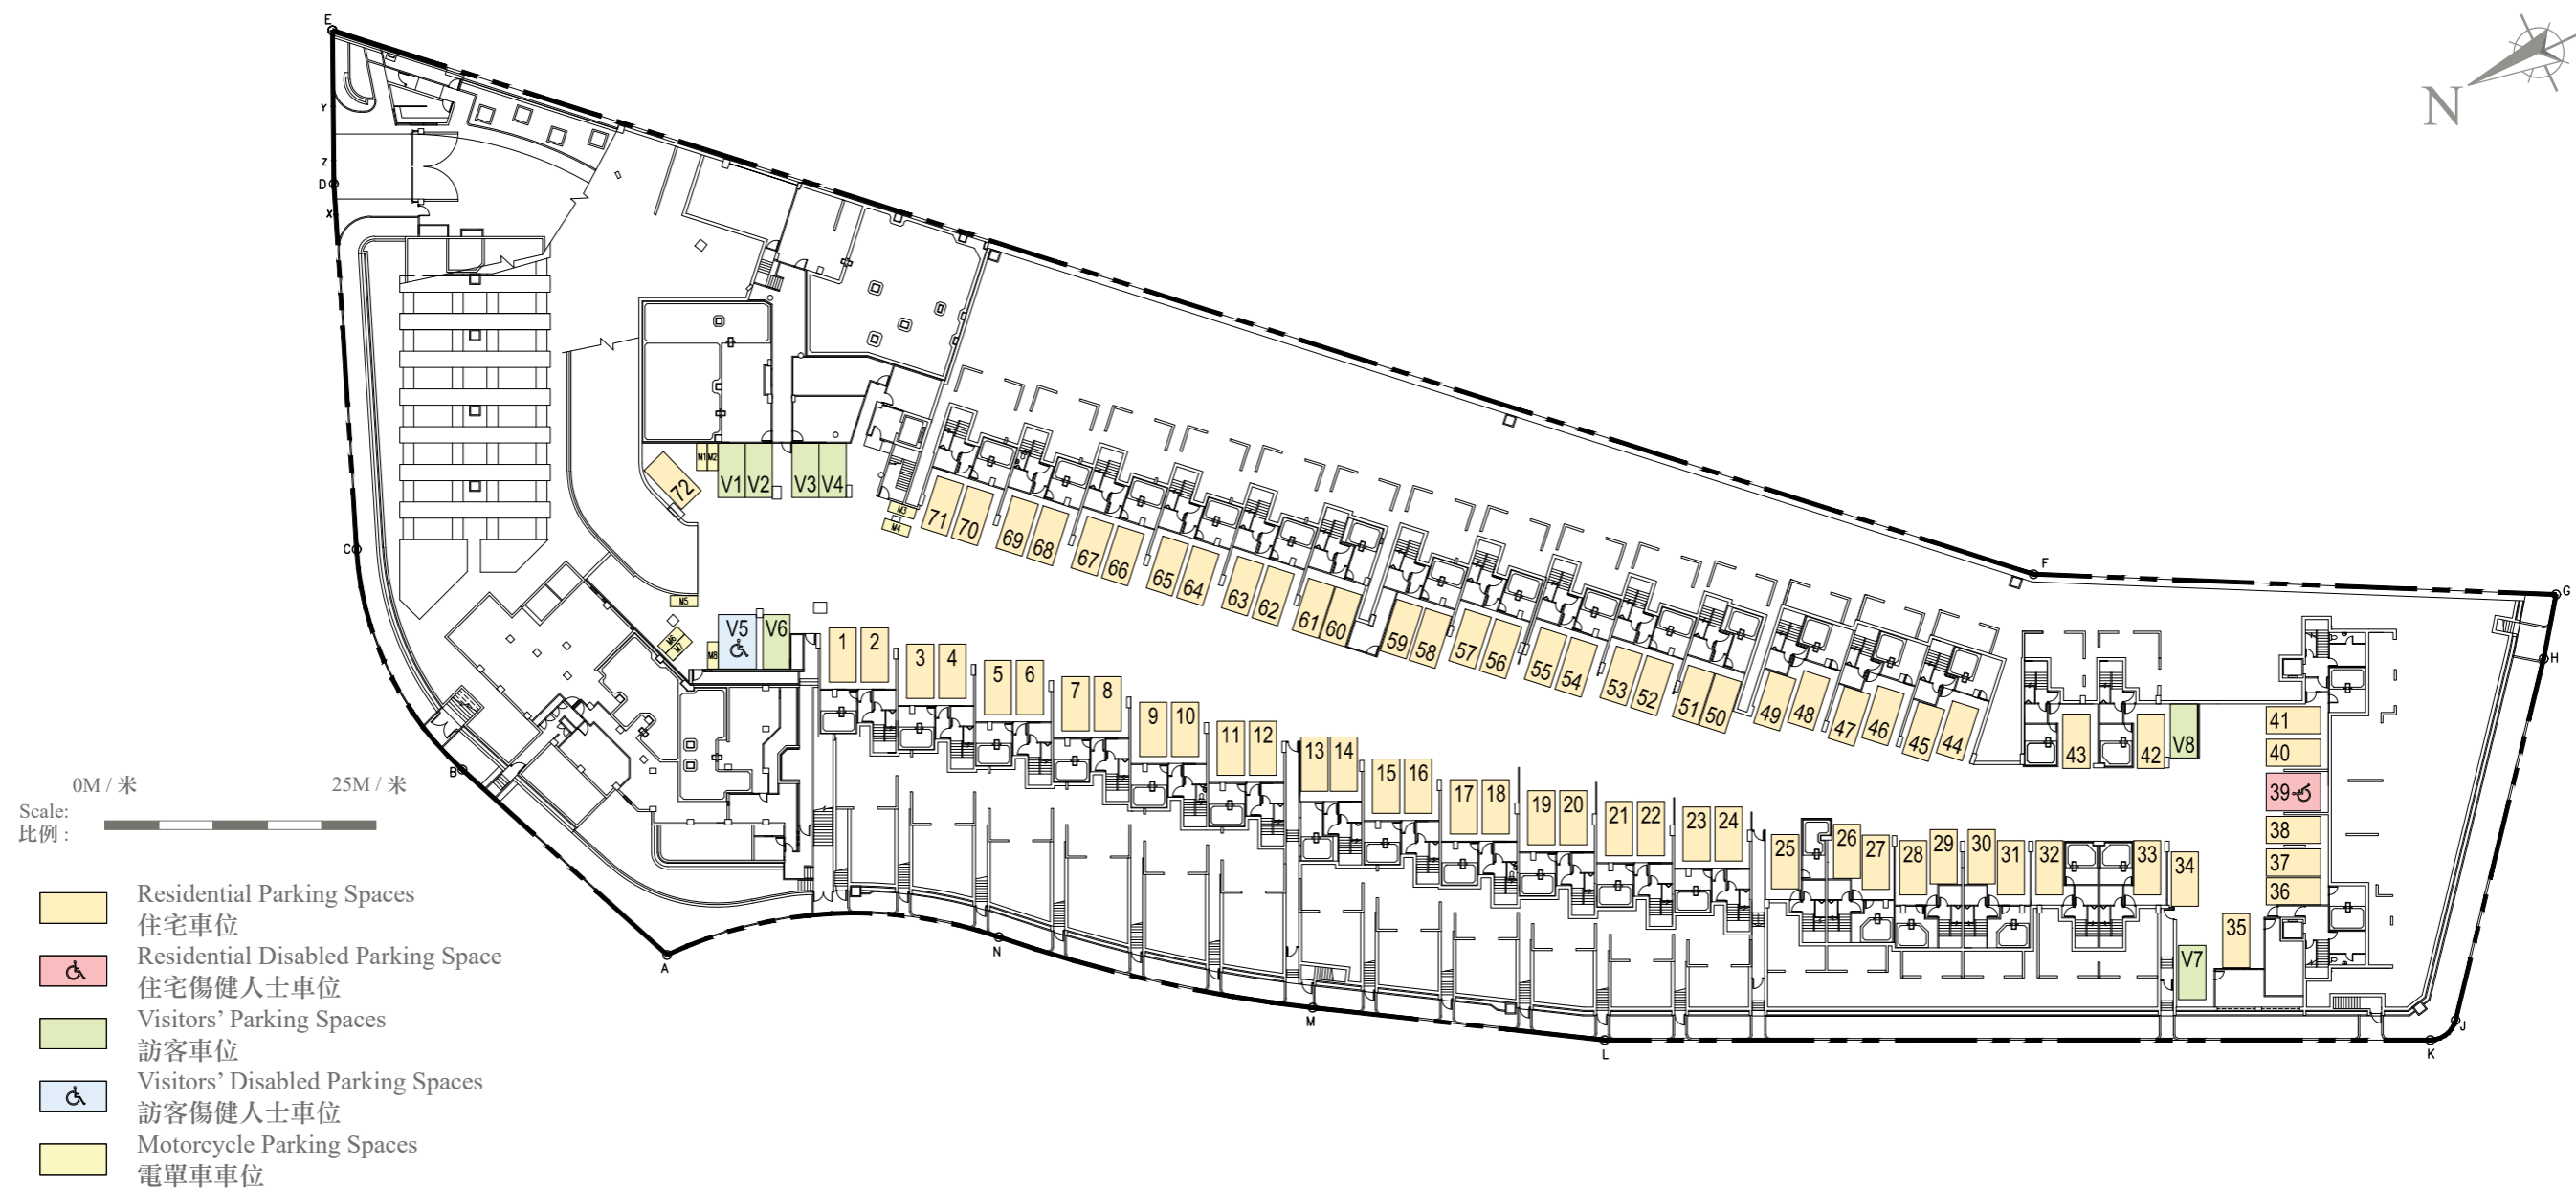 E
N
Y
Z
D
X
M1 M2
V1 V2 V3 V4
72
M3
M4
71 70 69 68 67 66 65 64 63 62 61 60 59 58 57 56 55 54 53 52 51 50 49 48 47 46 45 44
C
F
G
H
M5
M6
M7
M8
V5 V6
1 2 3 4 5 6 7 8 9 10 11 12 13 14 15 16 17 18 19 20 21 22 23 24 25 26 27 28 29 30 31 32 33 34
43 42 V8
41
40
39
38
37
36
35
V7
B
A
N
M
L
K
J
0M / 米 25M / 米
Scale:
比例 :
Residential Parking Spaces
住宅車位
Residential Disabled Parking Space
住宅傷健人士車位
Visitors’ Parking Spaces
訪客車位
Visitors’ Disabled Parking Spaces
訪客傷健人士車位
Motorcycle Parking Spaces
電單車車位